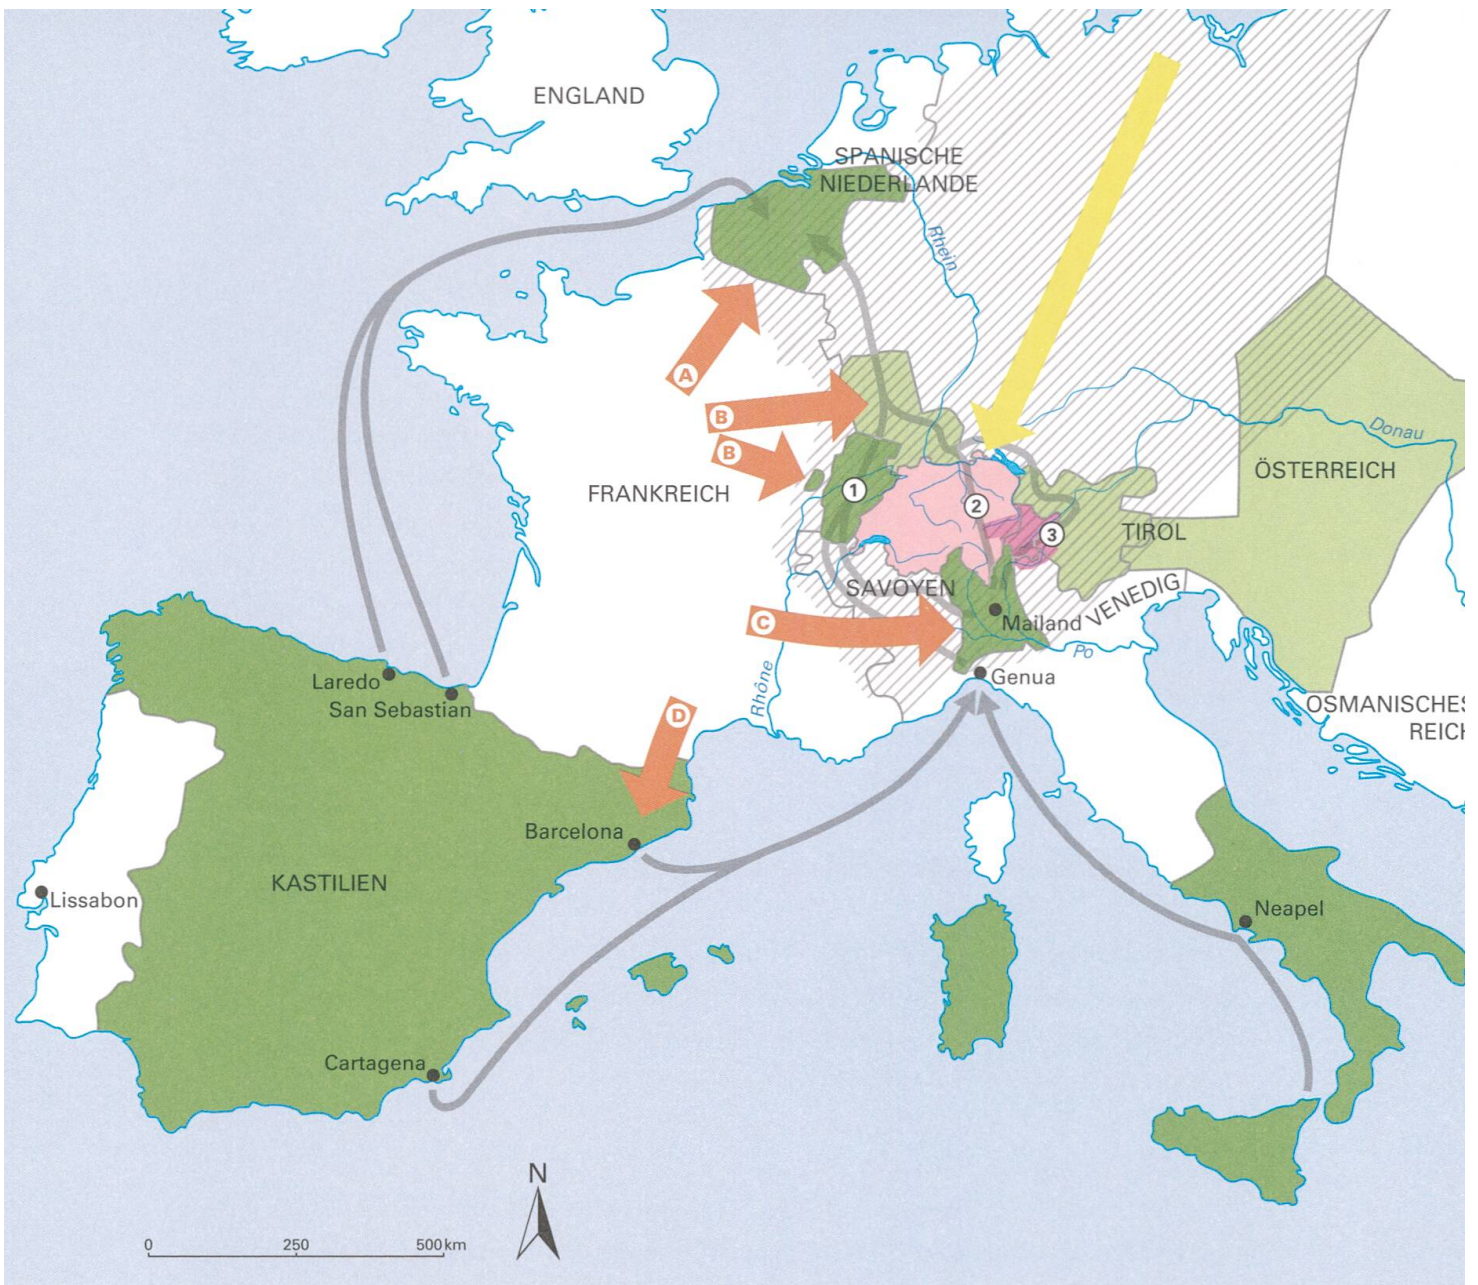 ENGLAND
SPANISCHE
NIEDERLANDE
Rhein
A
B
B
Donau
ÖSTERREICH
FRANKREICH
1
2
3
TIROL
SAVOYEN
VENEDIG
C
Mailand
Po
Rhône
Genua
Laredo
San Sebastian
D
OSMANISCHES
REICH
Barcelona
KASTILIEN
Lissabon
Neapel
Cartagena
N
0 250 500 km